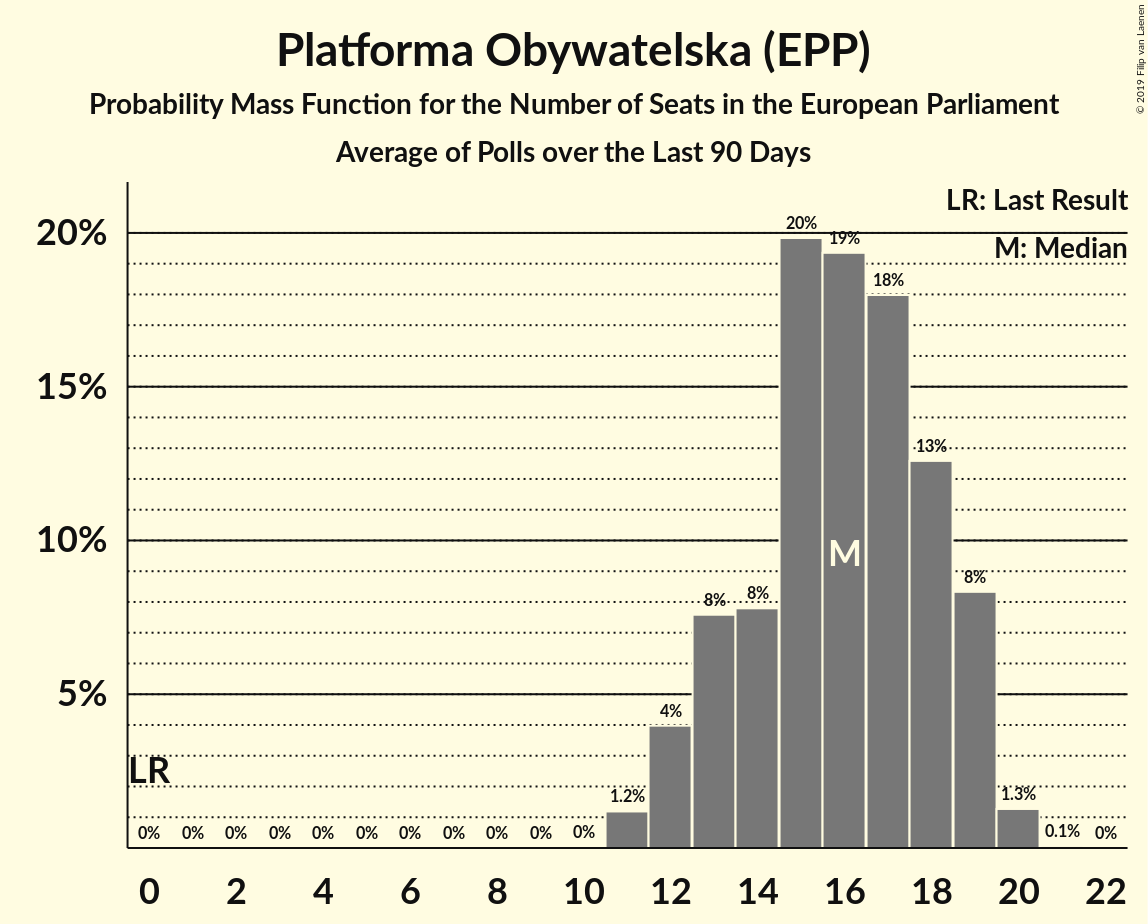 Platforma Obywatelska (EPP)
Probability Mass Function for the Number of Seats in the European Parliament
Average of Polls over the Last 90 Days
© 2019 Filip van Laenen
LR: Last Result
M: Median
20%
15%
10%
5%
20%
19%
18%
13%
8%
8%
8%
4%
1.2%
1.3%
0.1%
M
LR
0% 0% 0% 0% 0% 0% 0% 0% 0% 0% 0% 0%
0 2 4 6 8 10 12 14 16 18 20 22